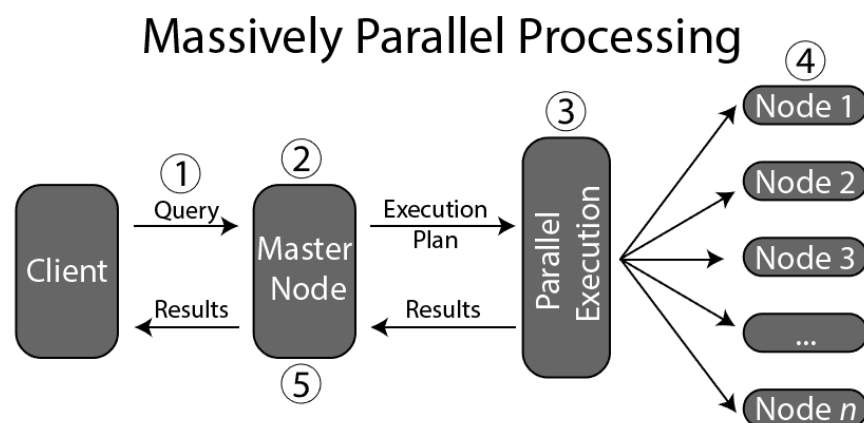 Massively Parallel Processing
1
2
3
4
Query
Execution
Plan
Client
Master
Node
Parallel
Execution
Results
Results
5
Node 1
Node 2
Node 3
...
Node n